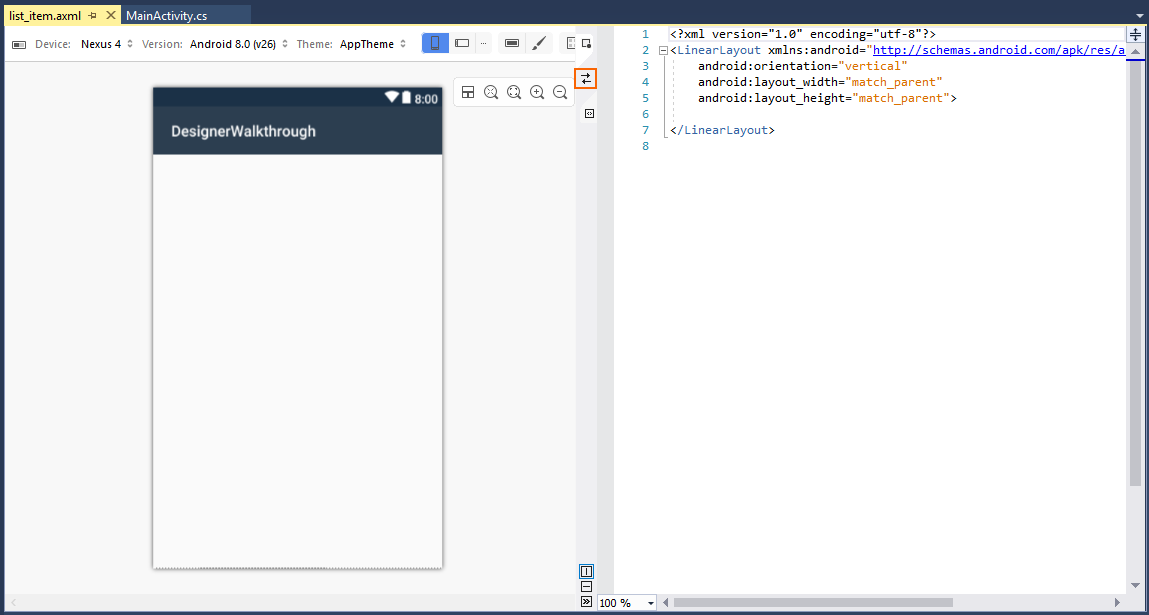 list_item.axml MainActivity.cs
Device: Nexus 4 Version: Android 8.0 (v26) Theme: AppTheme
8:00
DesignerWalkthrough
1 <?xml version="1.0" encoding="utf-8"?>
2 <LinearLayout xmlns:android="http://schemas.android.com/apk/res/a
3 android:orientation="vertical"
4 android:layout_width="match_parent"
5 android:layout_height="match_parent">
6
7 </LinearLayout>
8
100 %